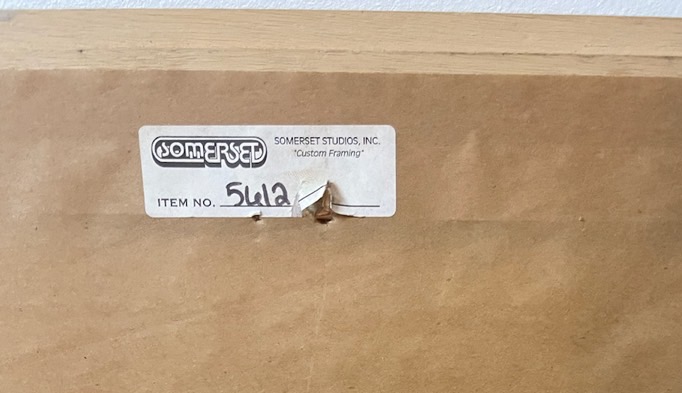 SOMERSET
SOMERSET STUDIOS, INC.
"Custom Framing"
ITEM NO. 5612